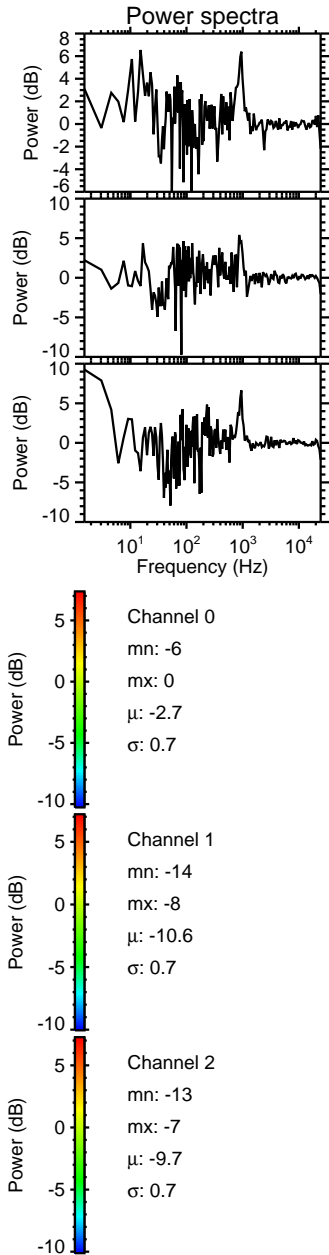 Power spectra
8
6
4
2
0
-2
-4
-6
Power (dB)
10
5
0
-5
-10
Power (dB)
10
5
0
-5
-10
Power (dB)
10¹ 10² 10³ 10⁴
Frequency (Hz)
5
0
-5
-10
Power (dB)
Channel 0
mn: -6
mx: 0
μ: -2.7
σ: 0.7
5
0
-5
-10
Power (dB)
Channel 1
mn: -14
mx: -8
μ: -10.6
σ: 0.7
5
0
-5
-10
Power (dB)
Channel 2
mn: -13
mx: -7
μ: -9.7
σ: 0.7